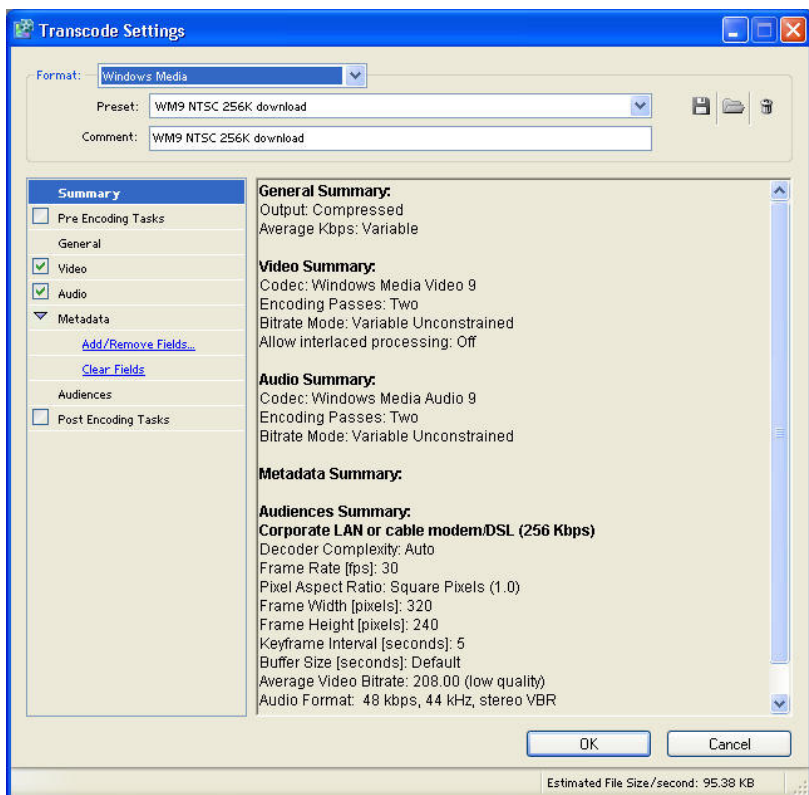 Transcode Settings
Format: Windows Media
Preset: WM9 NTSC 256K download
Comment: WM9 NTSC 256K download
Summary
Pre Encoding Tasks
General
Video
Audio
Metadata
Add/Remove Fields...
Clear Fields
Audiences
Post Encoding Tasks
General Summary:
Output: Compressed
Average Kbps: Variable
Video Summary:
Codec: Windows Media Video 9
Encoding Passes: Two
Bitrate Mode: Variable Unconstrained
Allow interlaced processing: Off
Audio Summary:
Codec: Windows Media Audio 9
Encoding Passes: Two
Bitrate Mode: Variable Unconstrained
Metadata Summary:
Audiences Summary:
Corporate LAN or cable modem/DSL (256 Kbps)
Decoder Complexity: Auto
Frame Rate [fps]: 30
Pixel Aspect Ratio: Square Pixels (1.0)
Frame Width [pixels]: 320
Frame Height [pixels]: 240
Keyframe Interval [seconds]: 5
Buffer Size [seconds]: Default
Average Video Bitrate: 208.00 (low quality)
Audio Format: 48 kbps, 44 kHz, stereo VBR
OK
Cancel
Estimated File Size/second: 95.38 KB